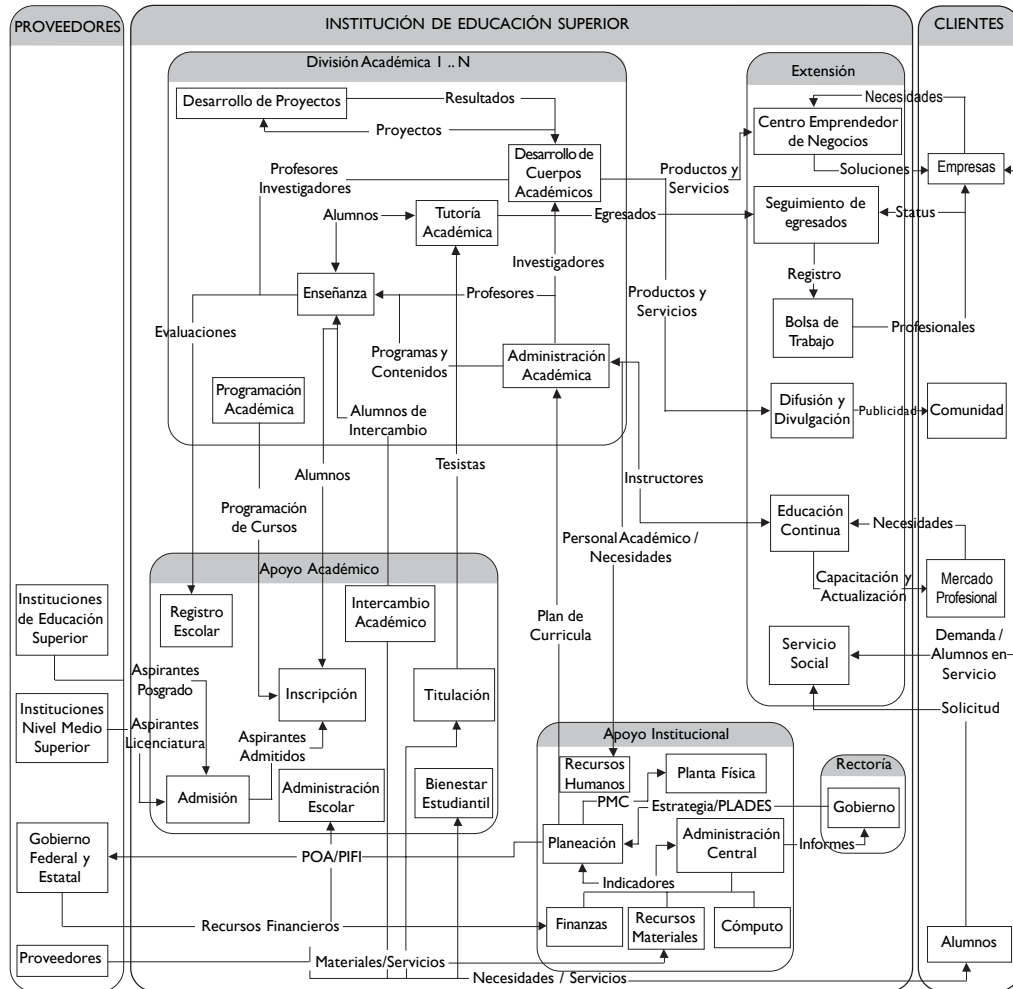 PROVEEDORES
INSTITUCIÓN DE EDUCACIÓN SUPERIOR
CLIENTES
División Académica 1 .. N
Extensión
Desarrollo de Proyectos
Resultados
Proyectos
Desarrollo de
Cuerpos
Académicos
Profesores
Investigadores
Alumnos
Tutoría
Académica
Egresados
Productos y
Servicios
Necesidades
Centro Emprendedor
de Negocios
Soluciones
Empresas
Seguimiento de
egresados
Status
Investigadores
Registro
Enseñanza
Profesores
Productos y
Servicios
Evaluaciones
Bolsa de
Trabajo
Profesionales
Programas y
Contenidos
Administración
Académica
Programación
Académica
Alumnos de
Intercambio
Difusión y
Divulgación
Publicidad
Comunidad
Alumnos
Tesistas
Instructores
Programación
de Cursos
Educación
Continua
Necesidades
Personal Académico /
Necesidades
Apoyo Académico
Capacitación y
Actualización
Mercado
Profesional
Instituciones
de Educación
Superior
Registro
Escolar
Intercambio
Académico
Plan de
Curricula
Servicio
Social
Demanda /
Alumnos en
Servicio
Aspirantes
Posgrado
Inscripción
Titulación
Solicitud
Instituciones
Nivel Medio
Superior
Aspirantes
Licenciatura
Aspirantes
Admitidos
Apoyo Institucional
Rectoría
Recursos
Humanos
Planta Física
Admisión
Administración
Escolar
Bienestar
Estudiantil
PMC
Estrategia/PLADES
Gobierno
Gobierno
Federal y
Estatal
POA/PIFI
Planeación
Administración
Central
Informes
Indicadores
Recursos Financieros
Finanzas
Recursos
Materiales
Cómputo
Proveedores
Materiales/Servicios
Alumnos
Necesidades / Servicios